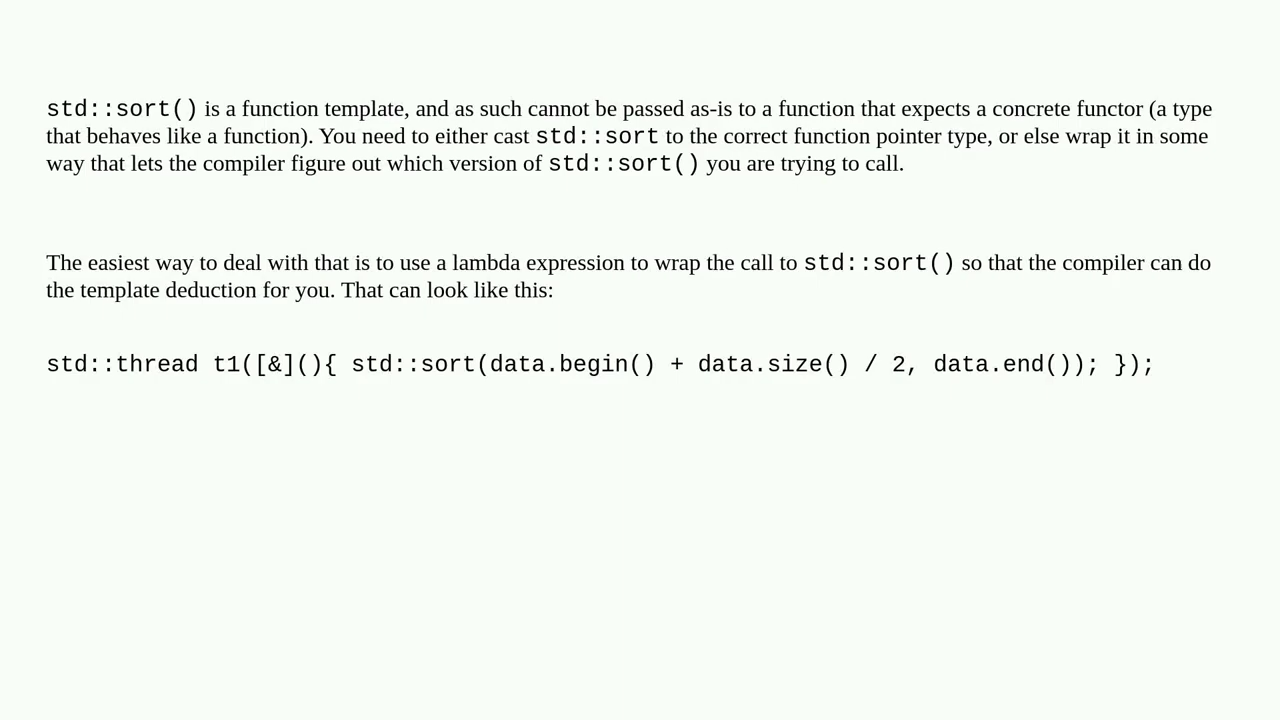 std::sort() is a function template, and as such cannot be passed as-is to a function that expects a concrete functor (a type
that behaves like a function). You need to either cast std::sort to the correct function pointer type, or else wrap it in some
way that lets the compiler figure out which version of std::sort() you are trying to call.
The easiest way to deal with that is to use a lambda expression to wrap the call to std::sort() so that the compiler can do
the template deduction for you. That can look like this:
std::thread t1([&](){ std::sort(data.begin() + data.size() / 2, data.end()); });